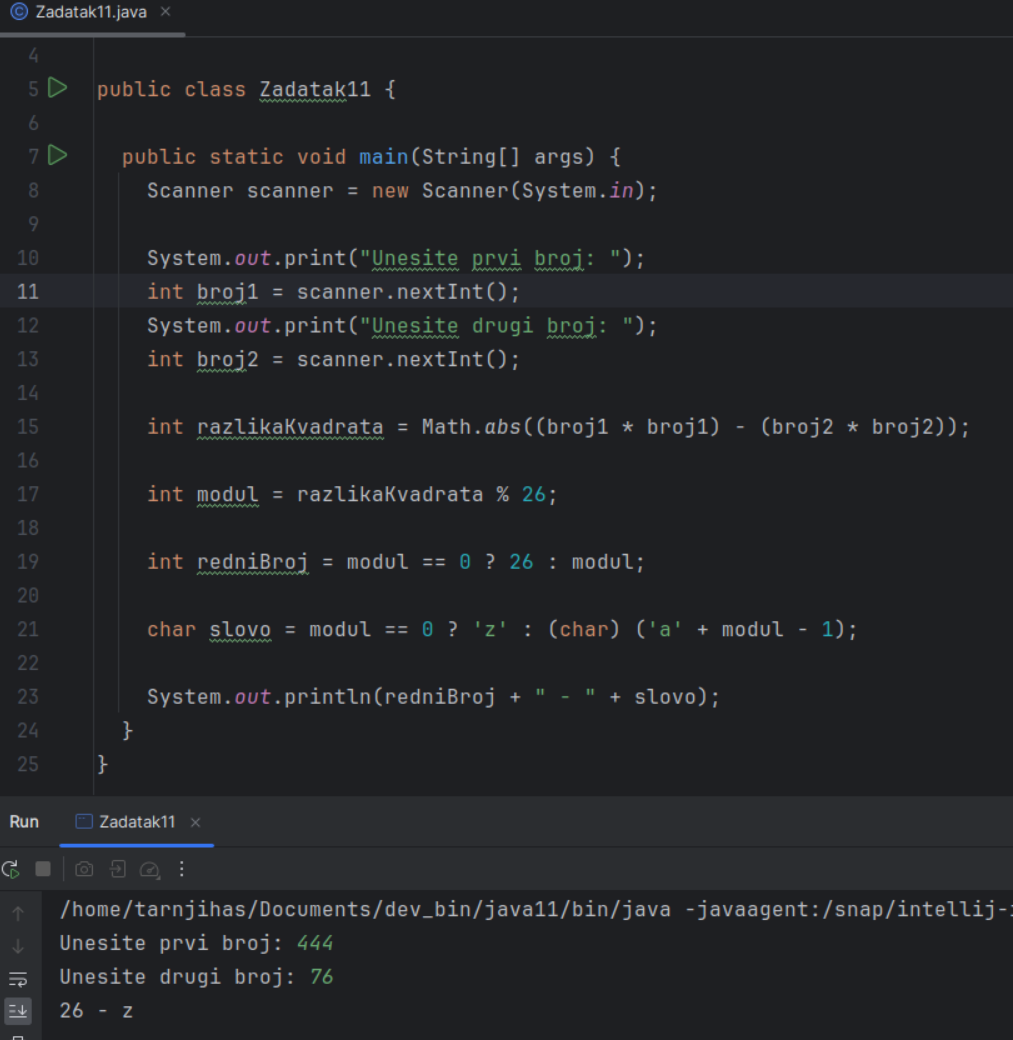 Zadatak11.java
4
5 public class Zadatak11 {
6
7 public static void main(String[] args) {
8 Scanner scanner = new Scanner(System.in);
9
10 System.out.print("Unesite prvi broj: ");
11 int broj1 = scanner.nextInt();
12 System.out.print("Unesite drugi broj: ");
13 int broj2 = scanner.nextInt();
14
15 int razlikaKvadrata = Math.abs((broj1 * broj1) - (broj2 * broj2));
16
17 int modul = razlikaKvadrata % 26;
18
19 int redniBroj = modul == 0 ? 26 : modul;
20
21 char slovo = modul == 0 ? 'z' : (char) ('a' + modul - 1);
22
23 System.out.println(redniBroj + " - " + slovo);
24 }
25 }
Run Zadatak11
/home/tarnjihas/Documents/dev_bin/java11/bin/java -javaagent:/snap/intellij-
Unesite prvi broj: 444
Unesite drugi broj: 76
26 - z